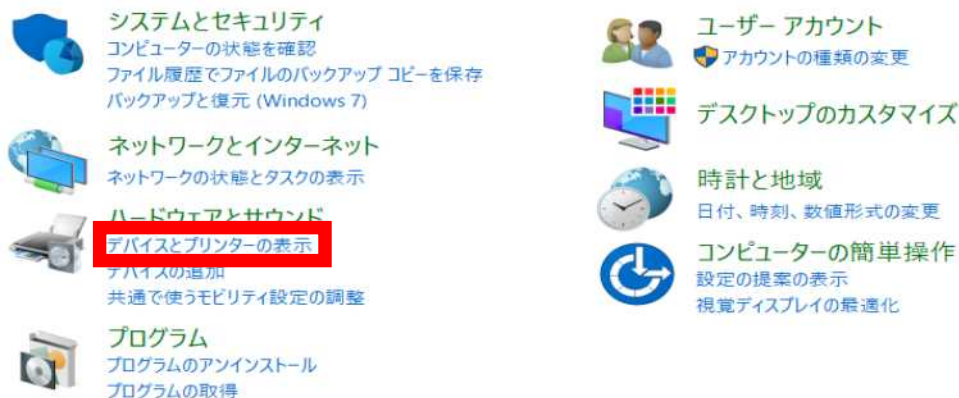 システムとセキュリティ
コンピューターの状態を確認
ファイル履歴でファイルのバックアップ コピーを保存
バックアップと復元 (Windows 7)
ネットワークとインターネット
ネットワークの状態とタスクの表示
ハードウェアとサウンド
デバイスとプリンターの表示
デバイスの追加
共通で使うモビリティ設定の調整
プログラム
プログラムのアンインストール
プログラムの取得
ユーザー アカウント
アカウントの種類の変更
デスクトップのカスタマイズ
時計と地域
日付、時刻、数値形式の変更
コンピューターの簡単操作
設定の提案の表示
視覚ディスプレイの最適化